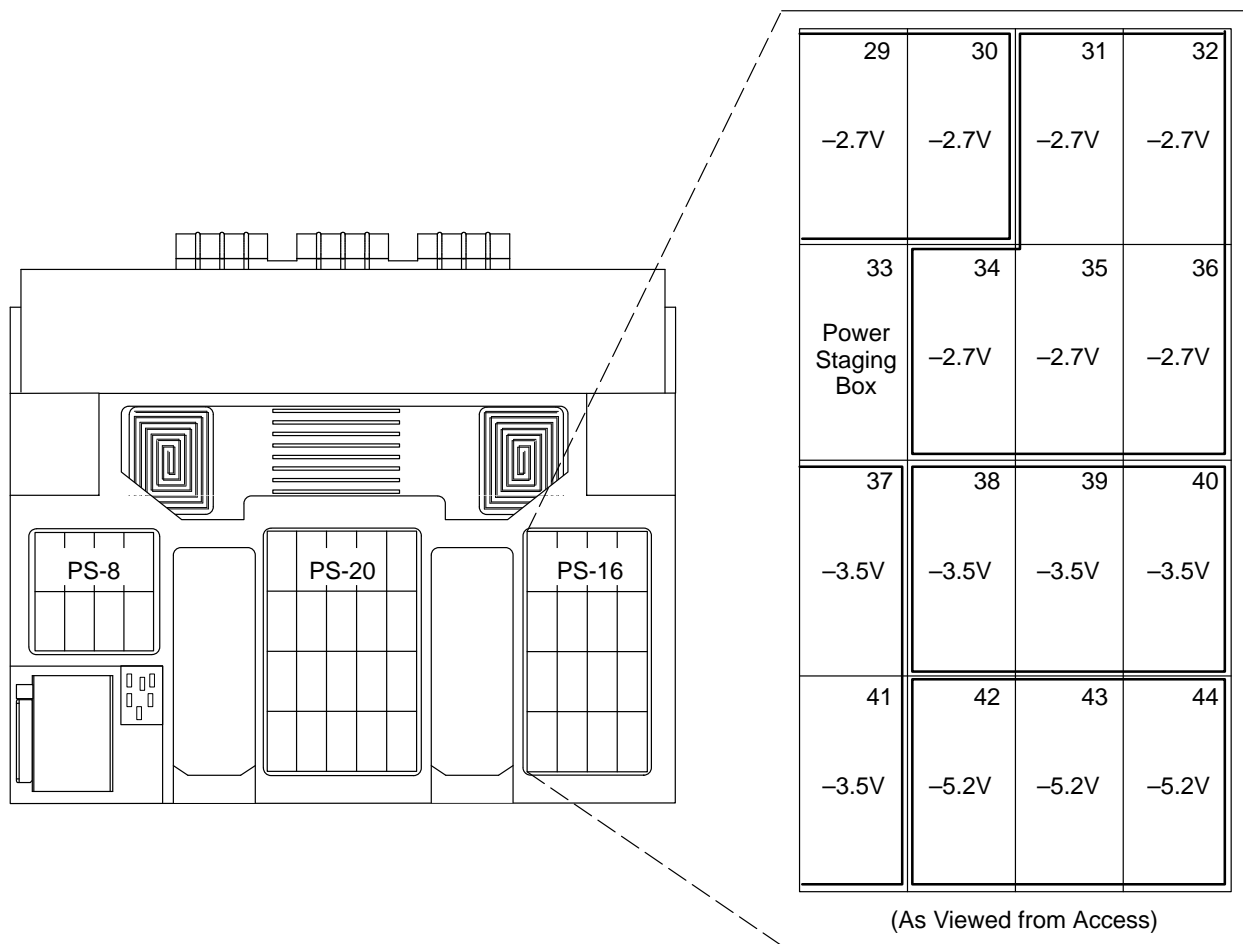 PS-8
PS-20
PS-16
29 30 31 32
–2.7V –2.7V –2.7V –2.7V
33 34 35 36
Power
Staging
Box
–2.7V –2.7V –2.7V
37 38 39 40
–3.5V –3.5V –3.5V –3.5V
41 42 43 44
–3.5V –5.2V –5.2V –5.2V
(As Viewed from Access)